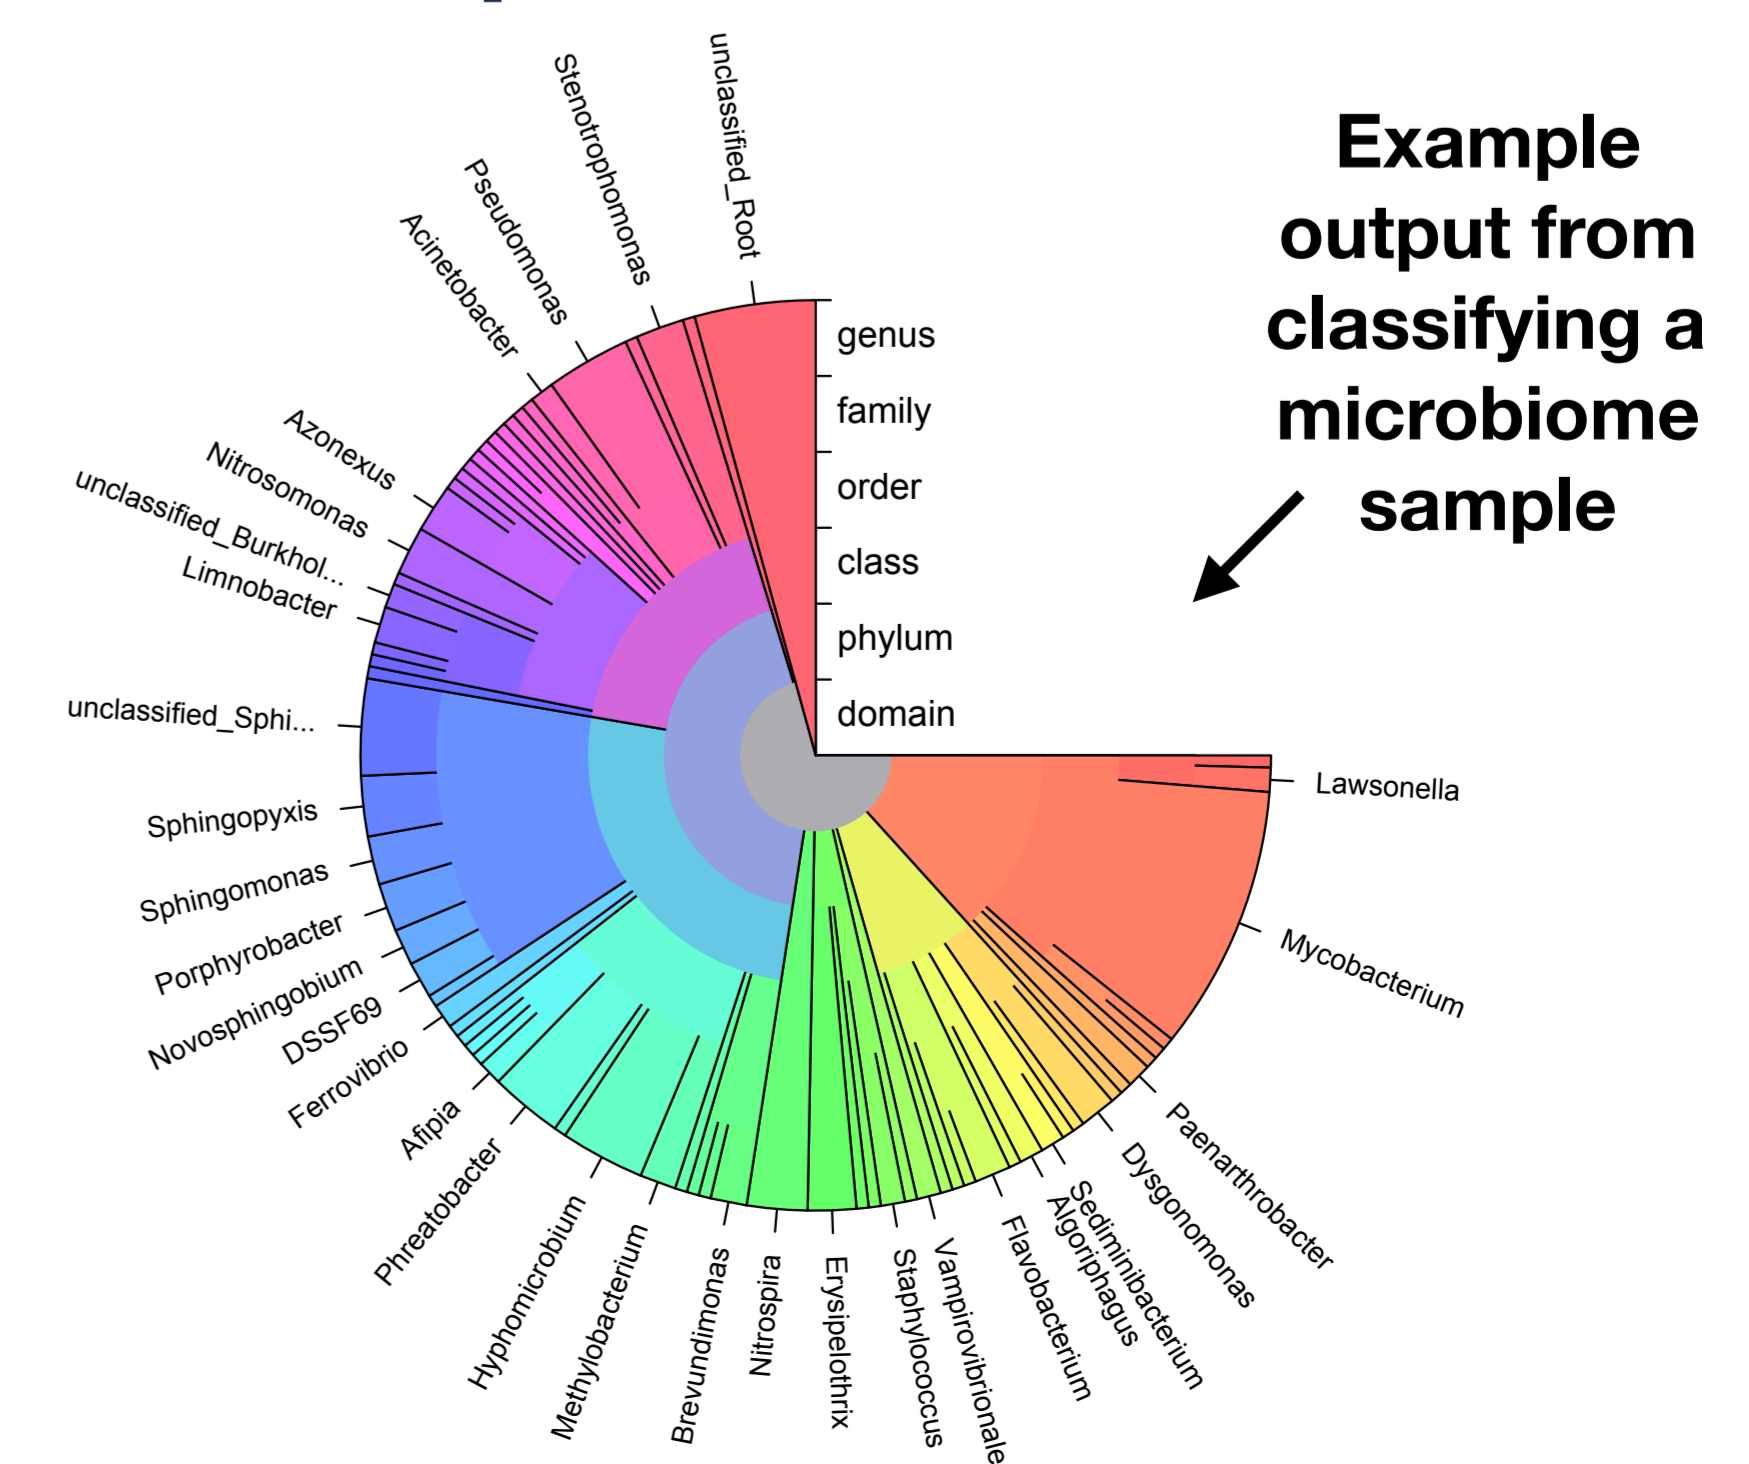 Example
output from
classifying a
microbiome
sample
genus
family
order
class
phylum
domain
unclassified_Root
Stenotrophomonas
Pseudomonas
Acinetobacter
Azonexus
Nitrosomonas
unclassified_Burkhol...
Limnobacter
unclassified_Sphi...
Sphingopyxis
Sphingomonas
Porphyrobacter
Novosphingobium
DSSF69
Ferrovibrio
Afipia
Phreatobacter
Hyphomicrobium
Methylobacterium
Brevundimonas
Nitrospira
Erysipelothrix
Staphylococcus
Vampirovibrionale
Flavobacterium
Algoriphagus
Sediminibacterium
Dysgonomonas
Paenarthrobacter
Mycobacterium
Lawsonella